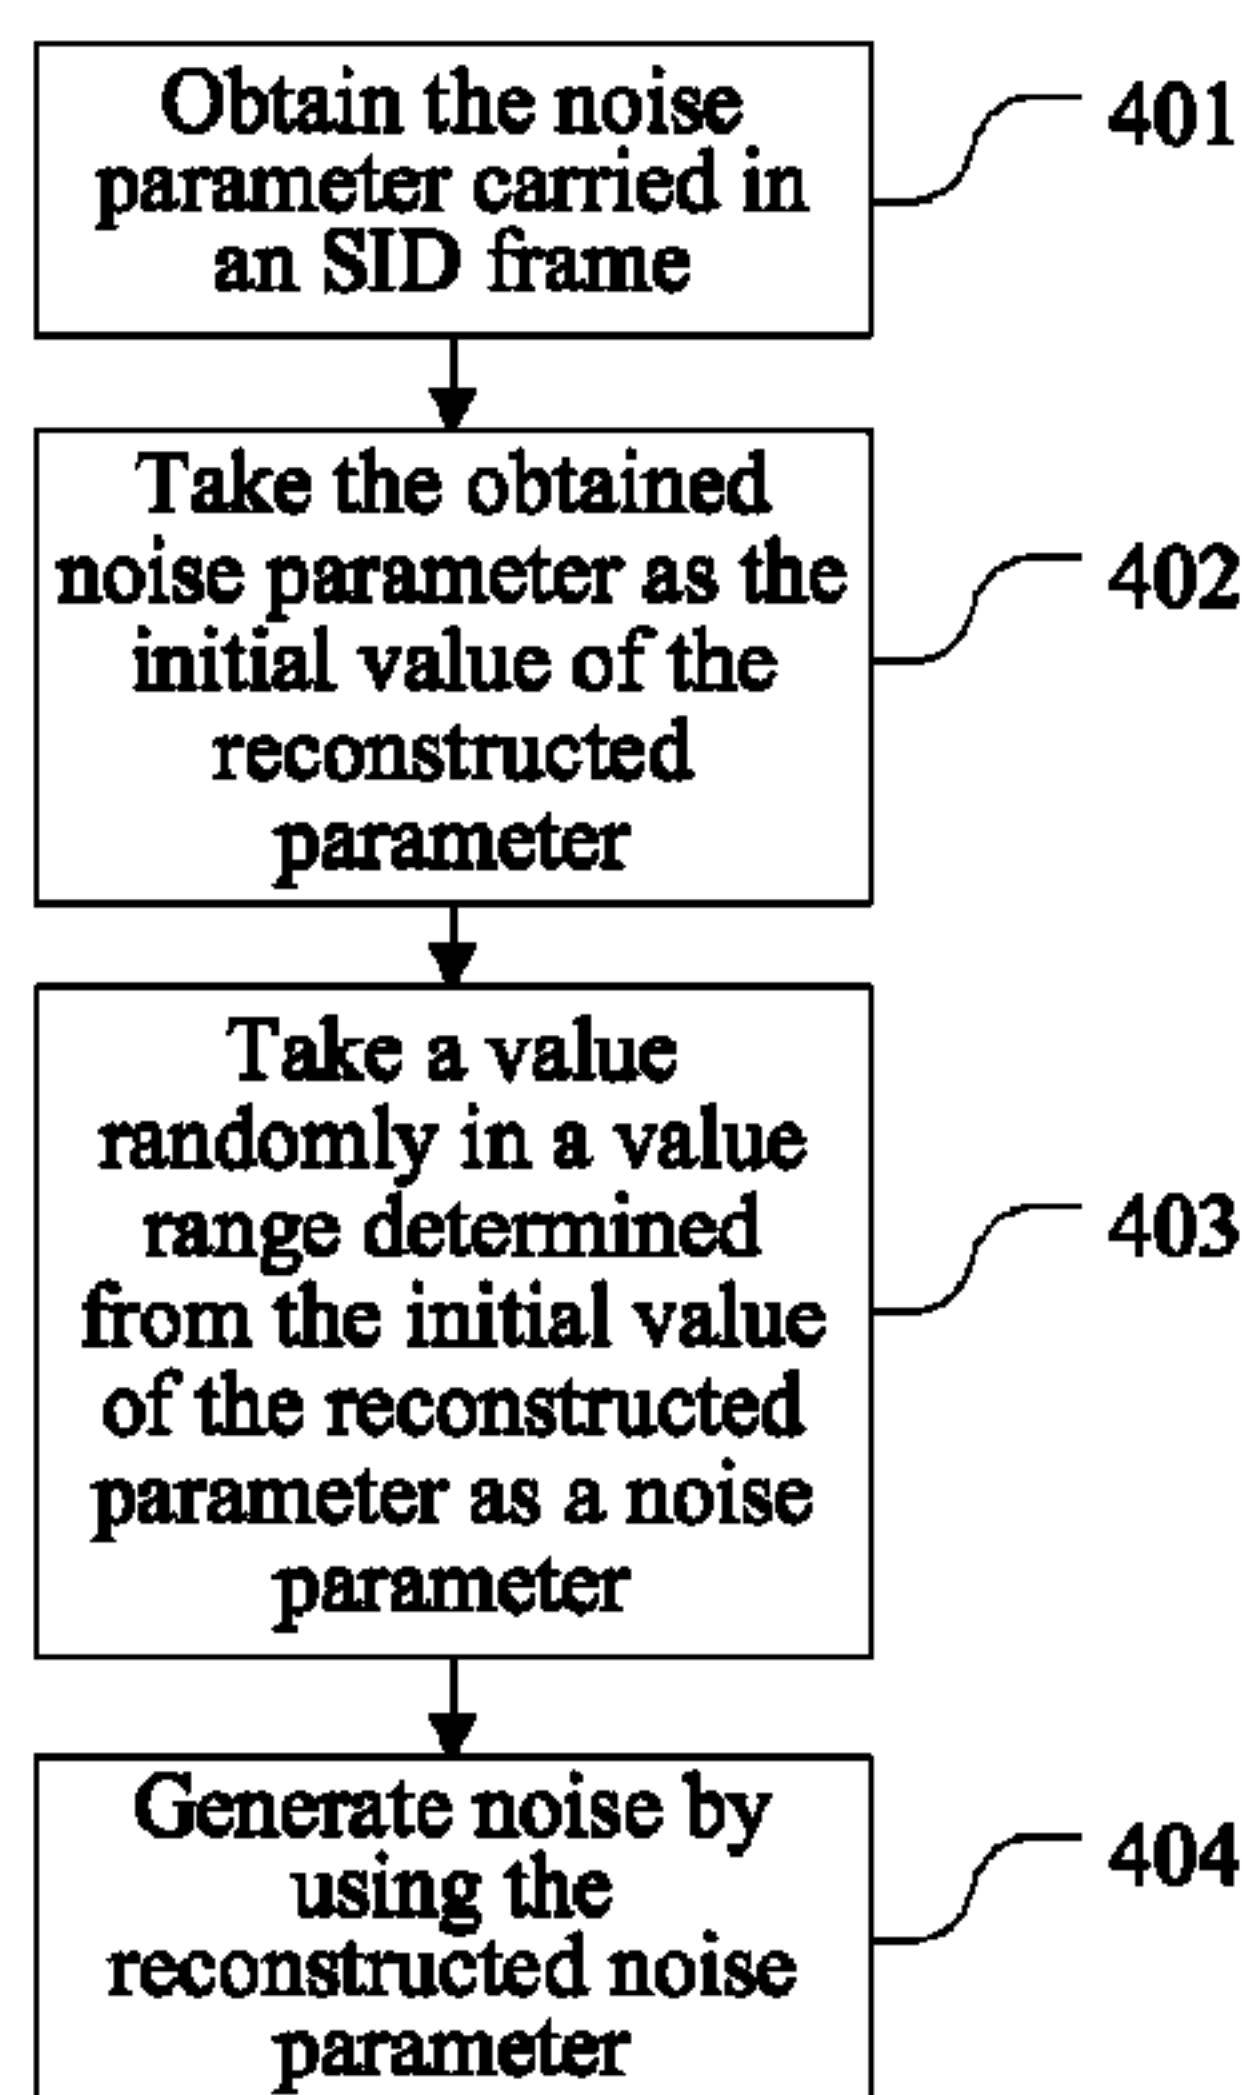 Obtain the noise
parameter carried in
an SID frame
401
Take the obtained
noise parameter as the
initial value of the
reconstructed
parameter
402
Take a value
randomly in a value
range determined
from the initial value
of the reconstructed
parameter as a noise
parameter
403
Generate noise by
using the
reconstructed noise
parameter
404